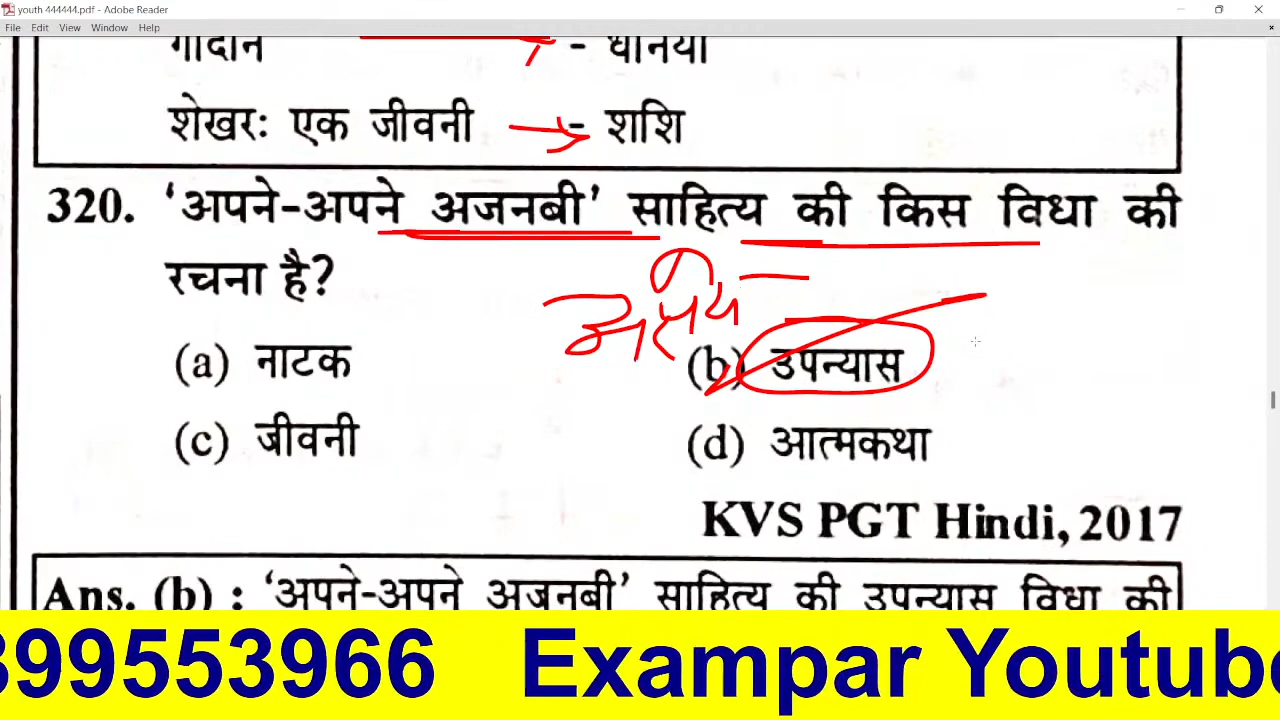 youth 444444.pdf - Adobe Reader
File Edit View Window Help
गोदान - धनिया
शेखरः एक जीवनी - शशि
320. 'अपने-अपने अजनबी' साहित्य की किस विधा की
रचना है?
(a) नाटक (b) उपन्यास
(c) जीवनी (d) आत्मकथा
KVS PGT Hindi, 2017
Ans. (b) : 'अपने-अपने अजनबी' साहित्य की उपन्यास विधा की
399553966 Exampar Youtube